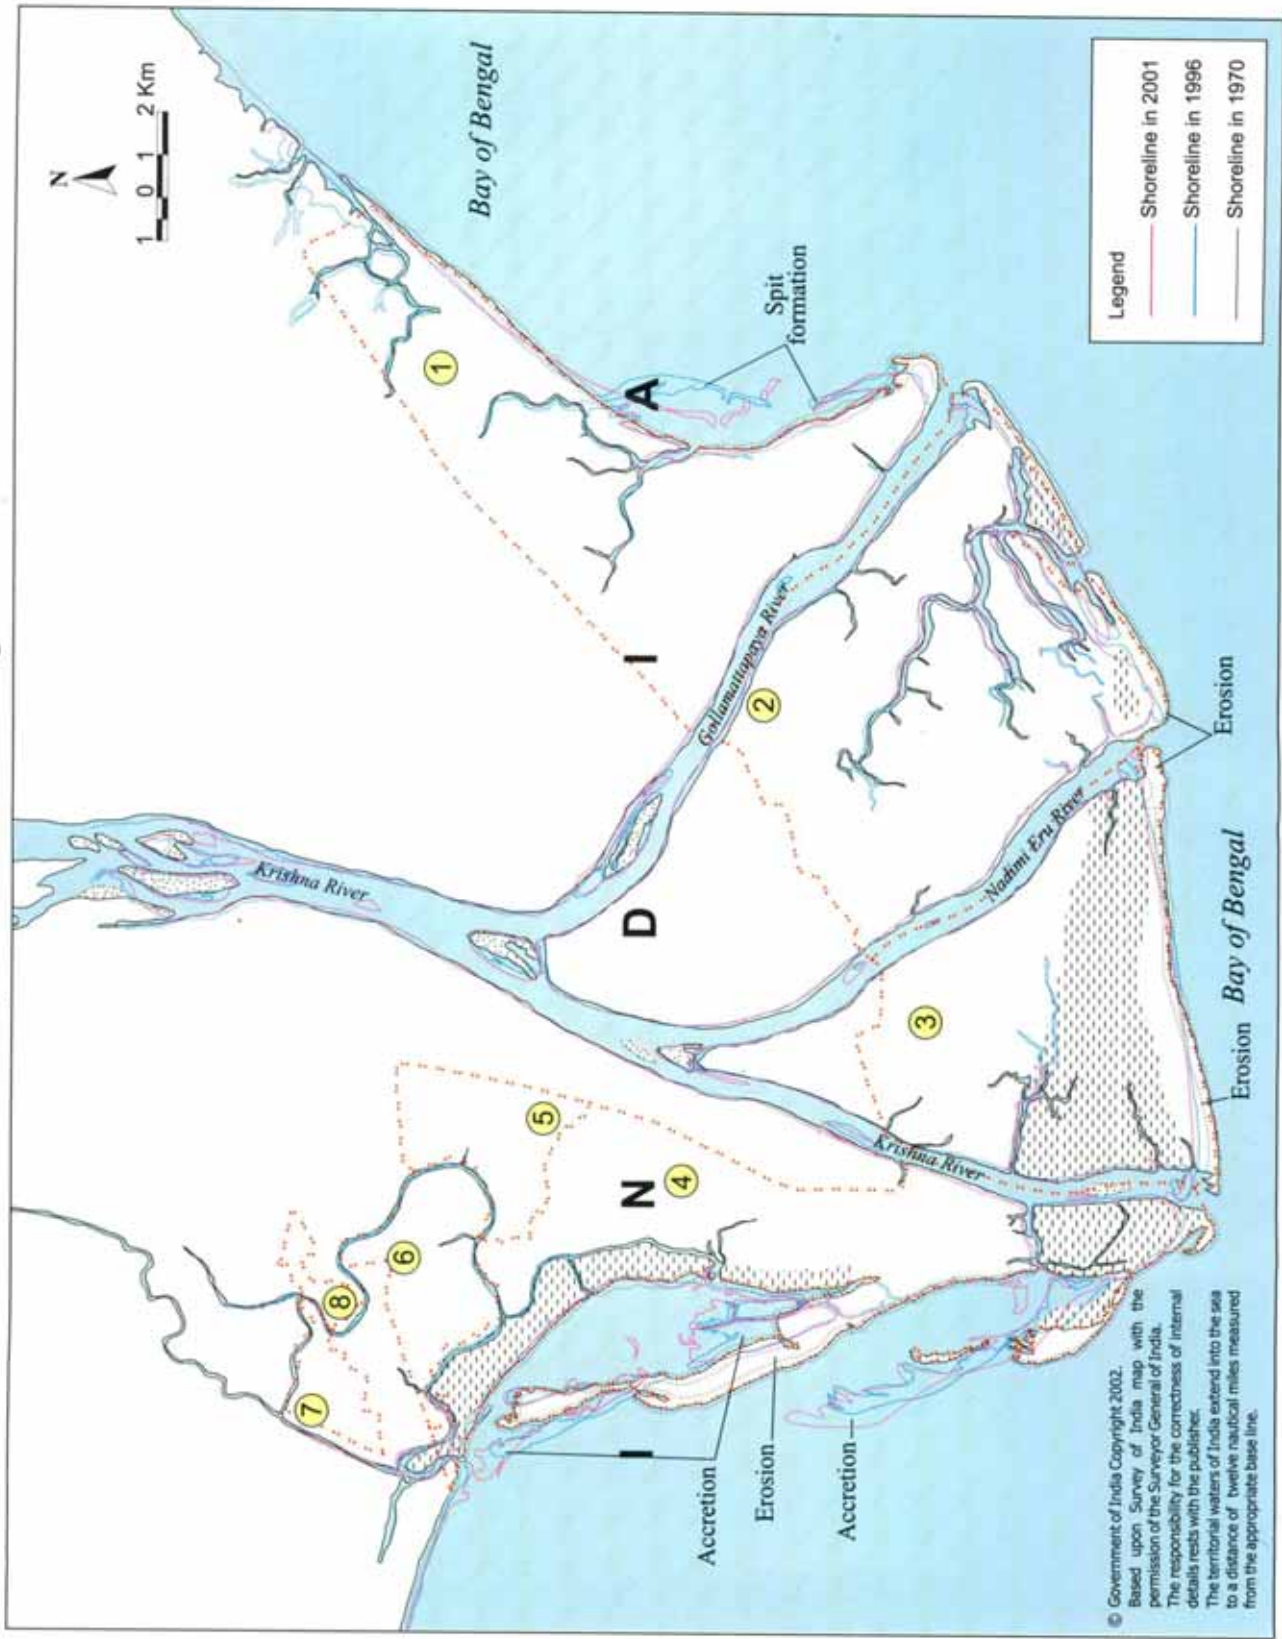 N
1 0 1 2 Km
Bay of Bengal
Krishna River
Gollamattapaya River
Nadimi Eru River
Krishna River
I N D I A
1
2
3
4
5
6
7
8
Spit
formation
Accretion
Erosion
Accretion
Erosion
Bay of Bengal
Erosion
Legend
Shoreline in 2001
Shoreline in 1996
Shoreline in 1970
© Government of India Copyright 2002.
Based upon Survey of India map with the
permission of the Surveyor General of India.
The responsibility for the correctness of internal
details rests with the publisher.
The territorial waters of India extend into the sea
to a distance of twelve nautical miles measured
from the appropriate base line.